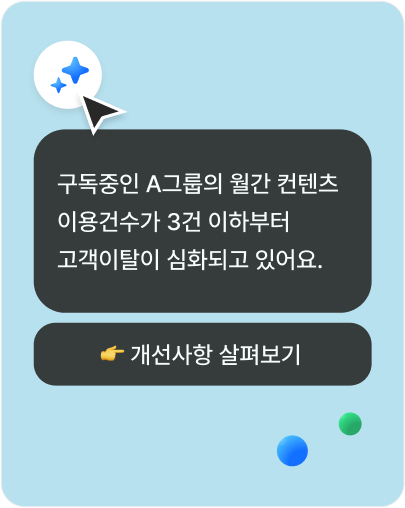 구독중인 A그룹의 월간 컨텐츠
이용건수가 3건 이하부터
고객이탈이 심화되고 있어요.
👉 개선사항 살펴보기